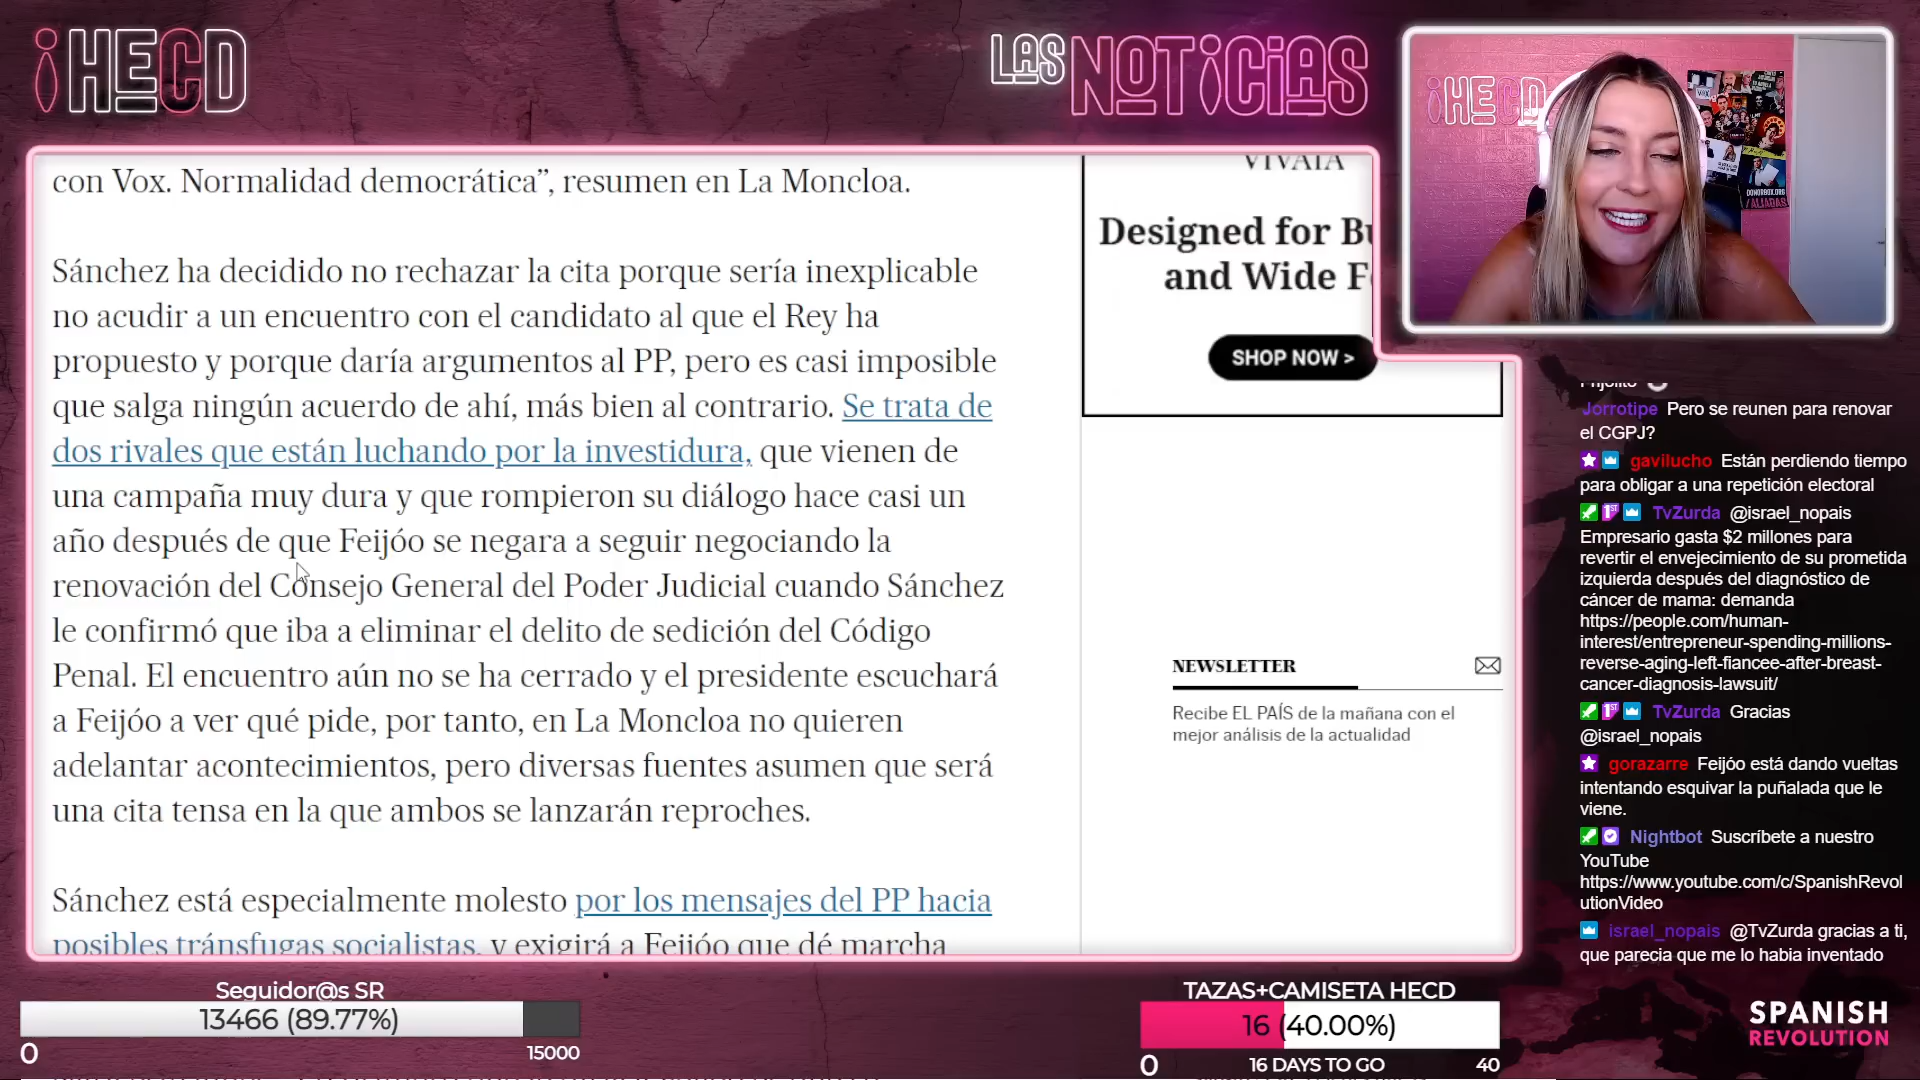 ¡HECD
LAS NOTiCiAS
con Vox. Normalidad democrática”, resumen en La Moncloa.
Sánchez ha decidido no rechazar la cita porque sería inexplicable
no acudir a un encuentro con el candidato al que el Rey ha
propuesto y porque daría argumentos al PP, pero es casi imposible
que salga ningún acuerdo de ahí, más bien al contrario. Se trata de
dos rivales que están luchando por la investidura, que vienen de
una campaña muy dura y que rompieron su diálogo hace casi un
año después de que Feijóo se negara a seguir negociando la
renovación del Consejo General del Poder Judicial cuando Sánchez
le confirmó que iba a eliminar el delito de sedición del Código
Penal. El encuentro aún no se ha cerrado y el presidente escuchará
a Feijóo a ver qué pide, por tanto, en La Moncloa no quieren
adelantar acontecimientos, pero diversas fuentes asumen que será
una cita tensa en la que ambos se lanzarán reproches.
Sánchez está especialmente molesto por los mensajes del PP hacia
posibles tránsfugas socialistas, y exigirá a Feijóo que dé marcha
VIVAIA
Designed for
and Wide
SHOP NOW >
NEWSLETTER
Recibe EL PAÍS de la mañana con el
mejor análisis de la actualidad
¡HECD
DONORBOX.ORG
/ALIADAS
Jorrotipe Pero se reunen para renovar
el CGPJ?
gavilucho Están perdiendo tiempo
para obligar a una repetición electoral
TvZurda @israel_nopais
Empresario gasta $2 millones para
revertir el envejecimiento de su prometida
izquierda después del diagnóstico de
cáncer de mama: demanda
https://people.com/human-
interest/entrepreneur-spending-millions-
reverse-aging-left-fiancee-after-breast-
cancer-diagnosis-lawsuit/
TvZurda Gracias
@israel_nopais
gorazarre Feijóo está dando vueltas
intentando esquivar la puñalada que le
viene.
Nightbot Suscríbete a nuestro
YouTube
https://www.youtube.com/c/SpanishRevol
utionVideo
israel_nopais @TvZurda gracias a ti,
que parecia que me lo habia inventado
Seguidor@s SR
13466 (89.77%)
0 15000
TAZAS+CAMISETA HECD
16 (40.00%)
0 16 DAYS TO GO 40
SPANISH
REVOLUTION